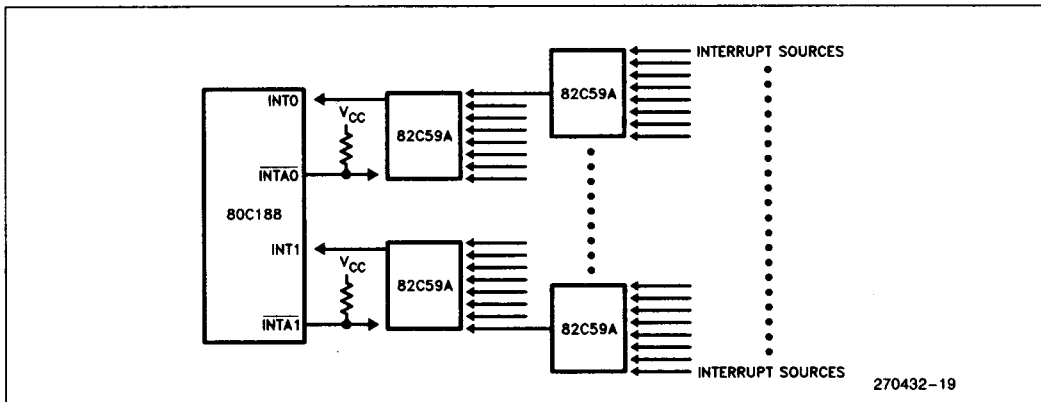 INTERRUPT SOURCES
82C59A
INT0
V_CC
82C59A
INTA0
80C188
INT1
V_CC
82C59A
INTA1
82C59A
INTERRUPT SOURCES
270432-19